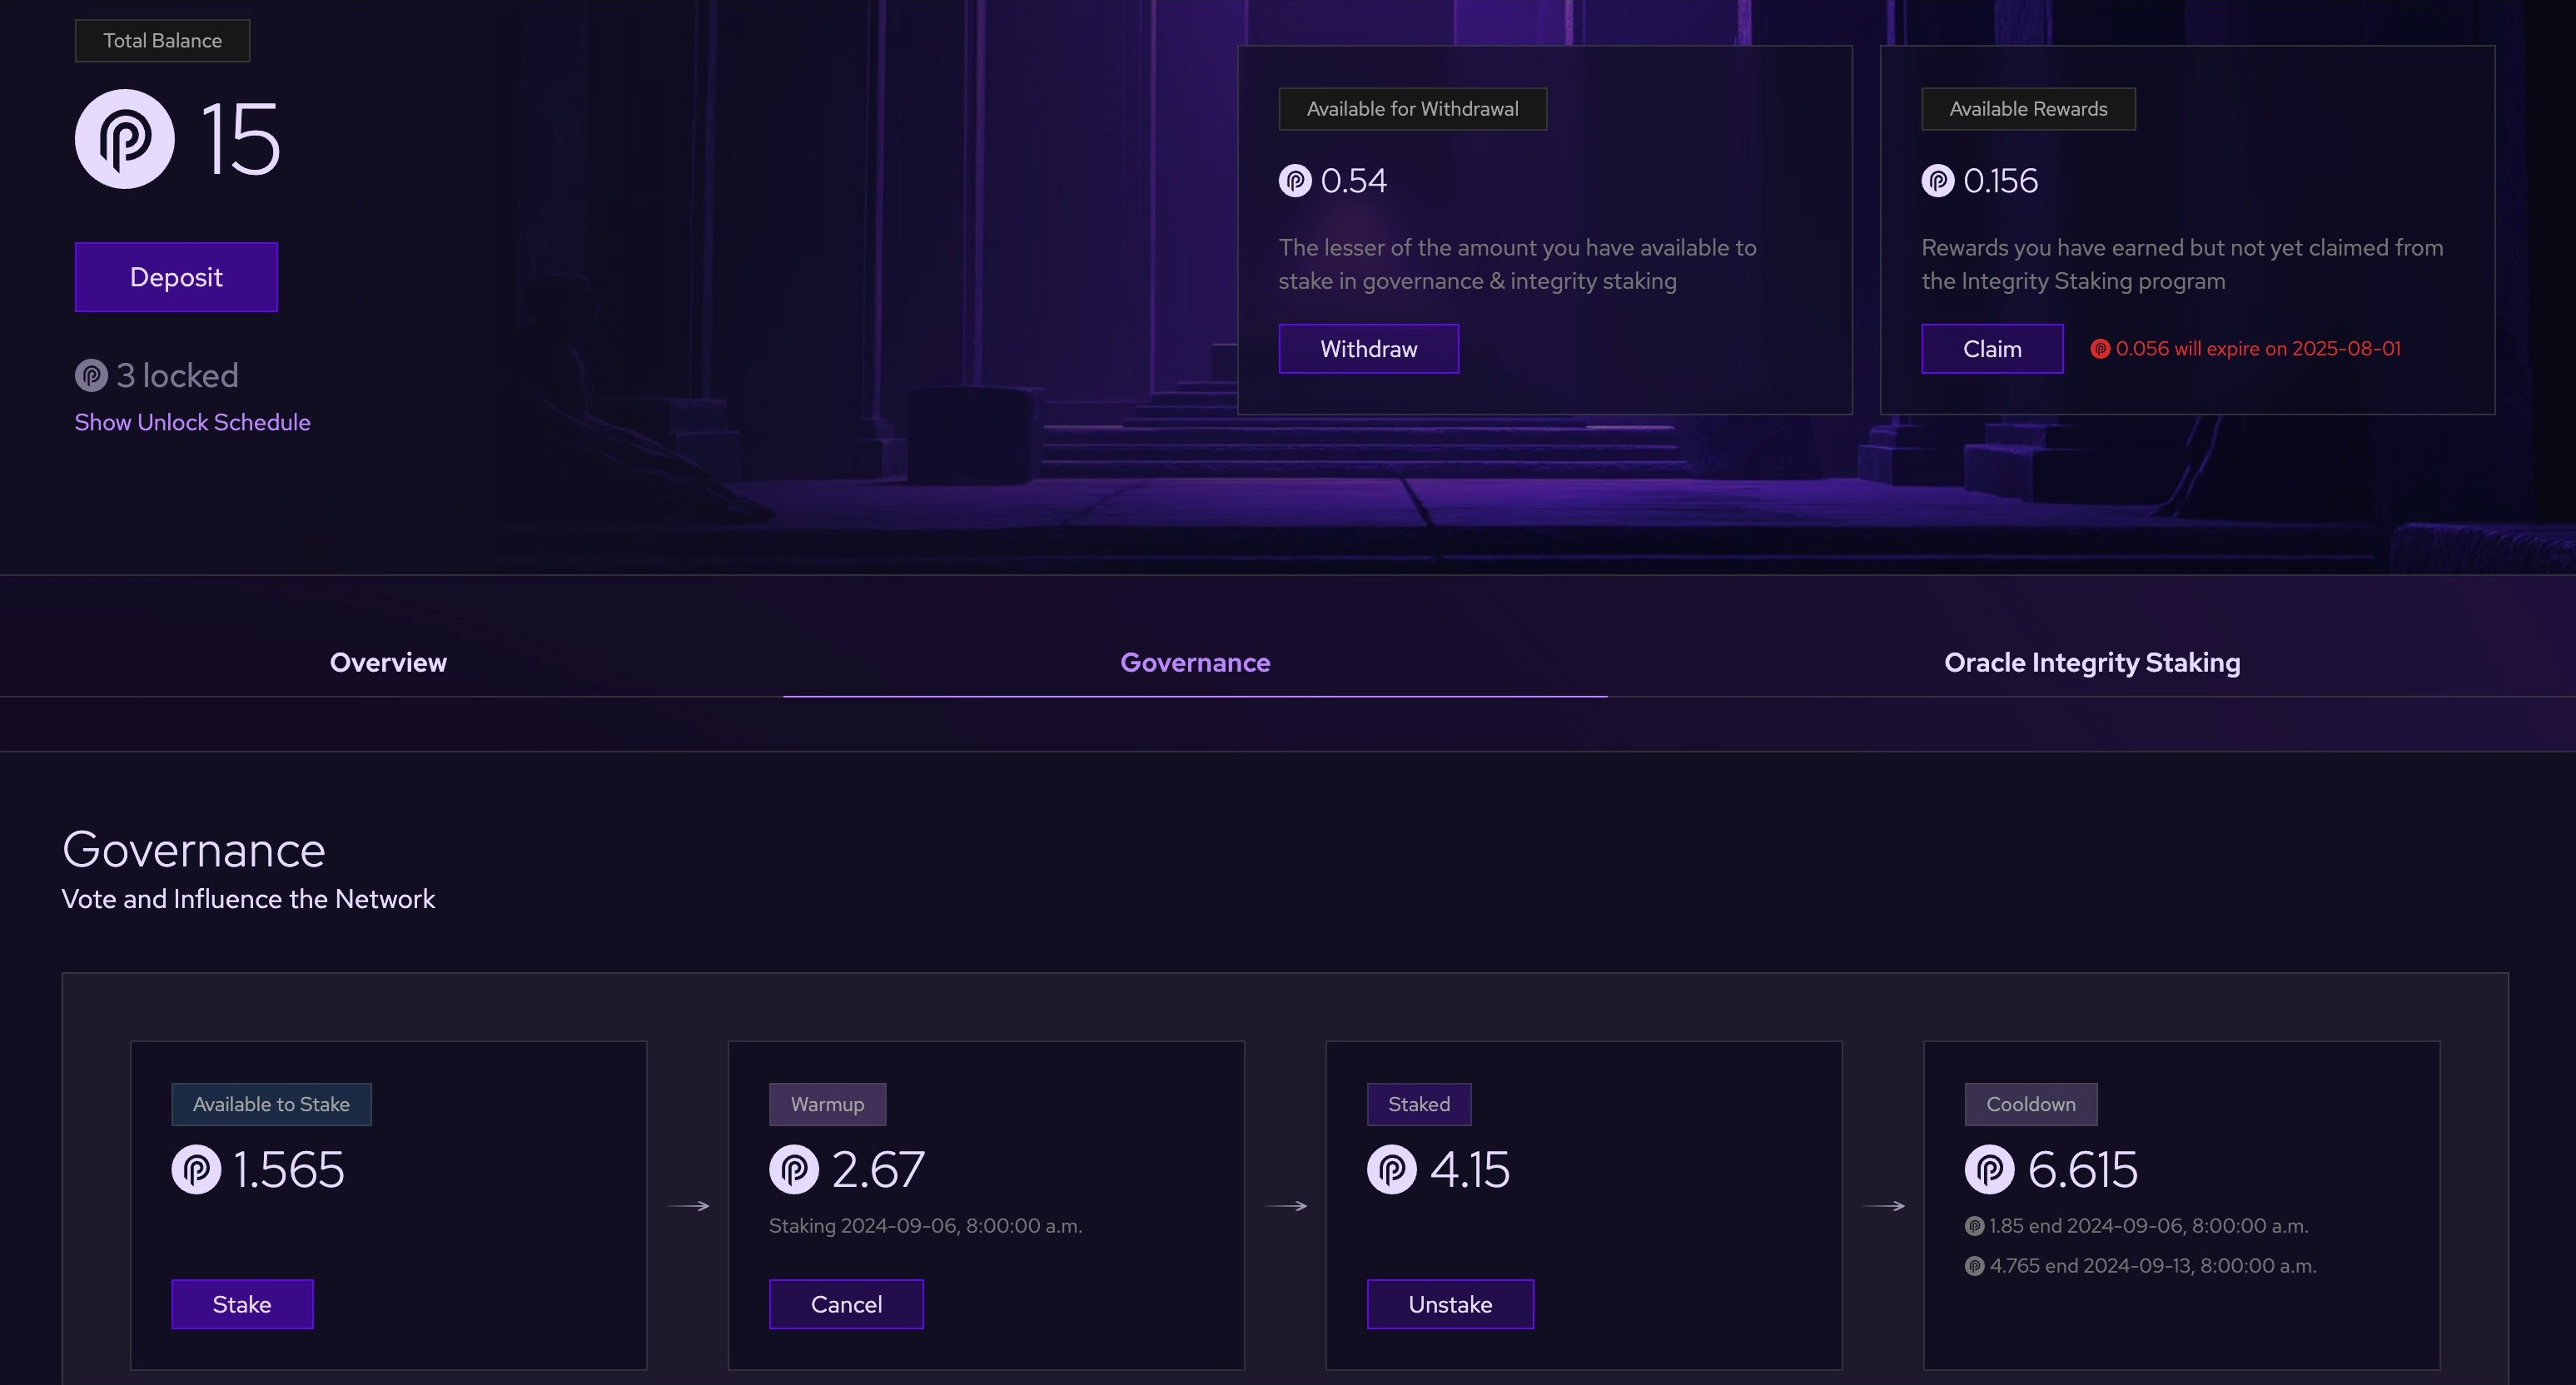 Total Balance
15
Deposit
3 locked
Show Unlock Schedule
Available for Withdrawal
0.54
The lesser of the amount you have available to
stake in governance & integrity staking
Withdraw
Available Rewards
0.156
Rewards you have earned but not yet claimed from
the Integrity Staking program
Claim
0.056 will expire on 2025-08-01
Overview
Governance
Oracle Integrity Staking
Governance
Vote and Influence the Network
Available to Stake
1.565
Stake
Warmup
2.67
Staking 2024-09-06, 8:00:00 a.m.
Cancel
Staked
4.15
Unstake
Cooldown
6.615
1.85 end 2024-09-06, 8:00:00 a.m.
4.765 end 2024-09-13, 8:00:00 a.m.